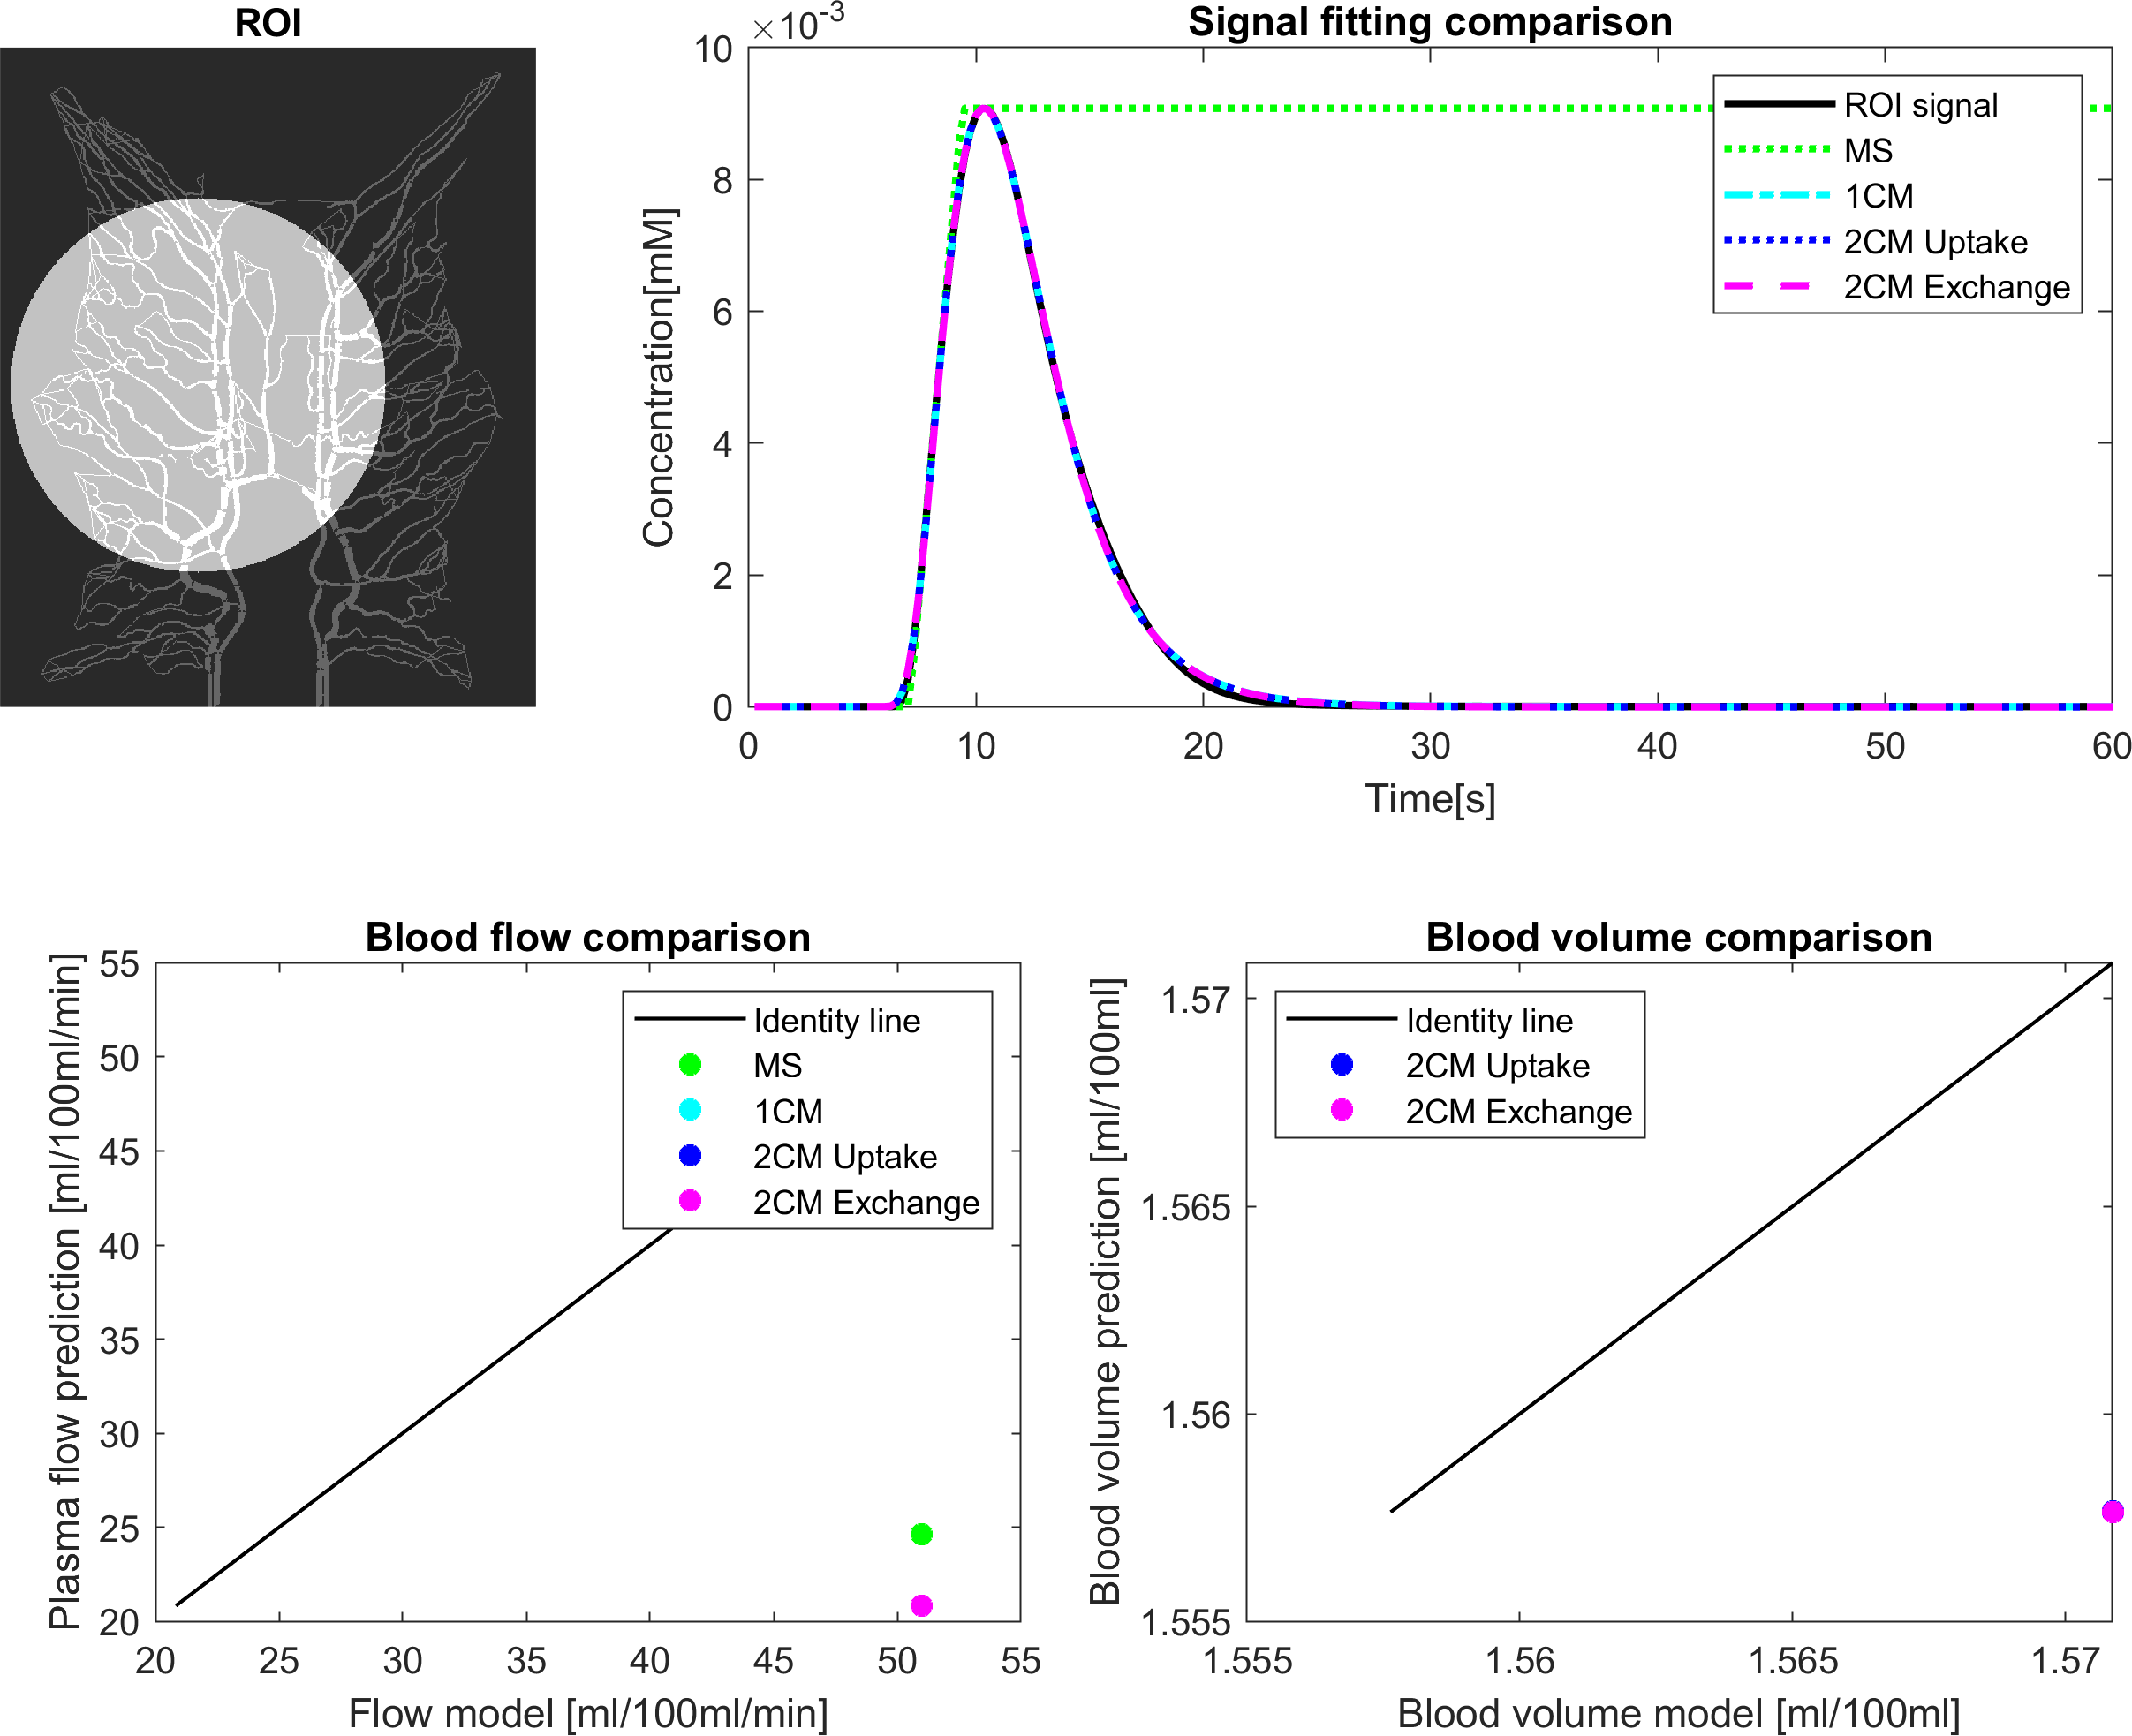 ROI
Signal fitting comparison
×10-3
10
8
6
4
2
0
Concentration[mM]
0 10 20 30 40 50 60
Time[s]
ROI signal
MS
1CM
2CM Uptake
2CM Exchange
Blood flow comparison
55
50
45
40
35
30
25
20
Plasma flow prediction [ml/100ml/min]
20 25 30 35 40 45 50 55
Flow model [ml/100ml/min]
Identity line
MS
1CM
2CM Uptake
2CM Exchange
Blood volume comparison
1.57
1.565
1.56
1.555
Blood volume prediction [ml/100ml]
1.555 1.56 1.565 1.57
Blood volume model [ml/100ml]
Identity line
2CM Uptake
2CM Exchange